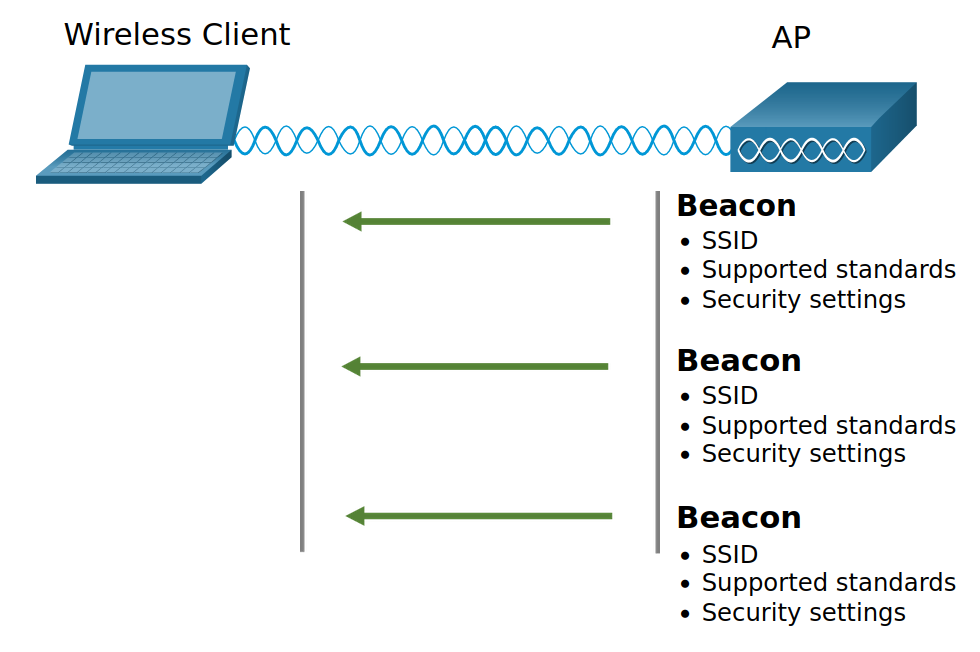 Wireless Client
AP
Beacon
• SSID
• Supported standards
• Security settings
Beacon
• SSID
• Supported standards
• Security settings
Beacon
• SSID
• Supported standards
• Security settings